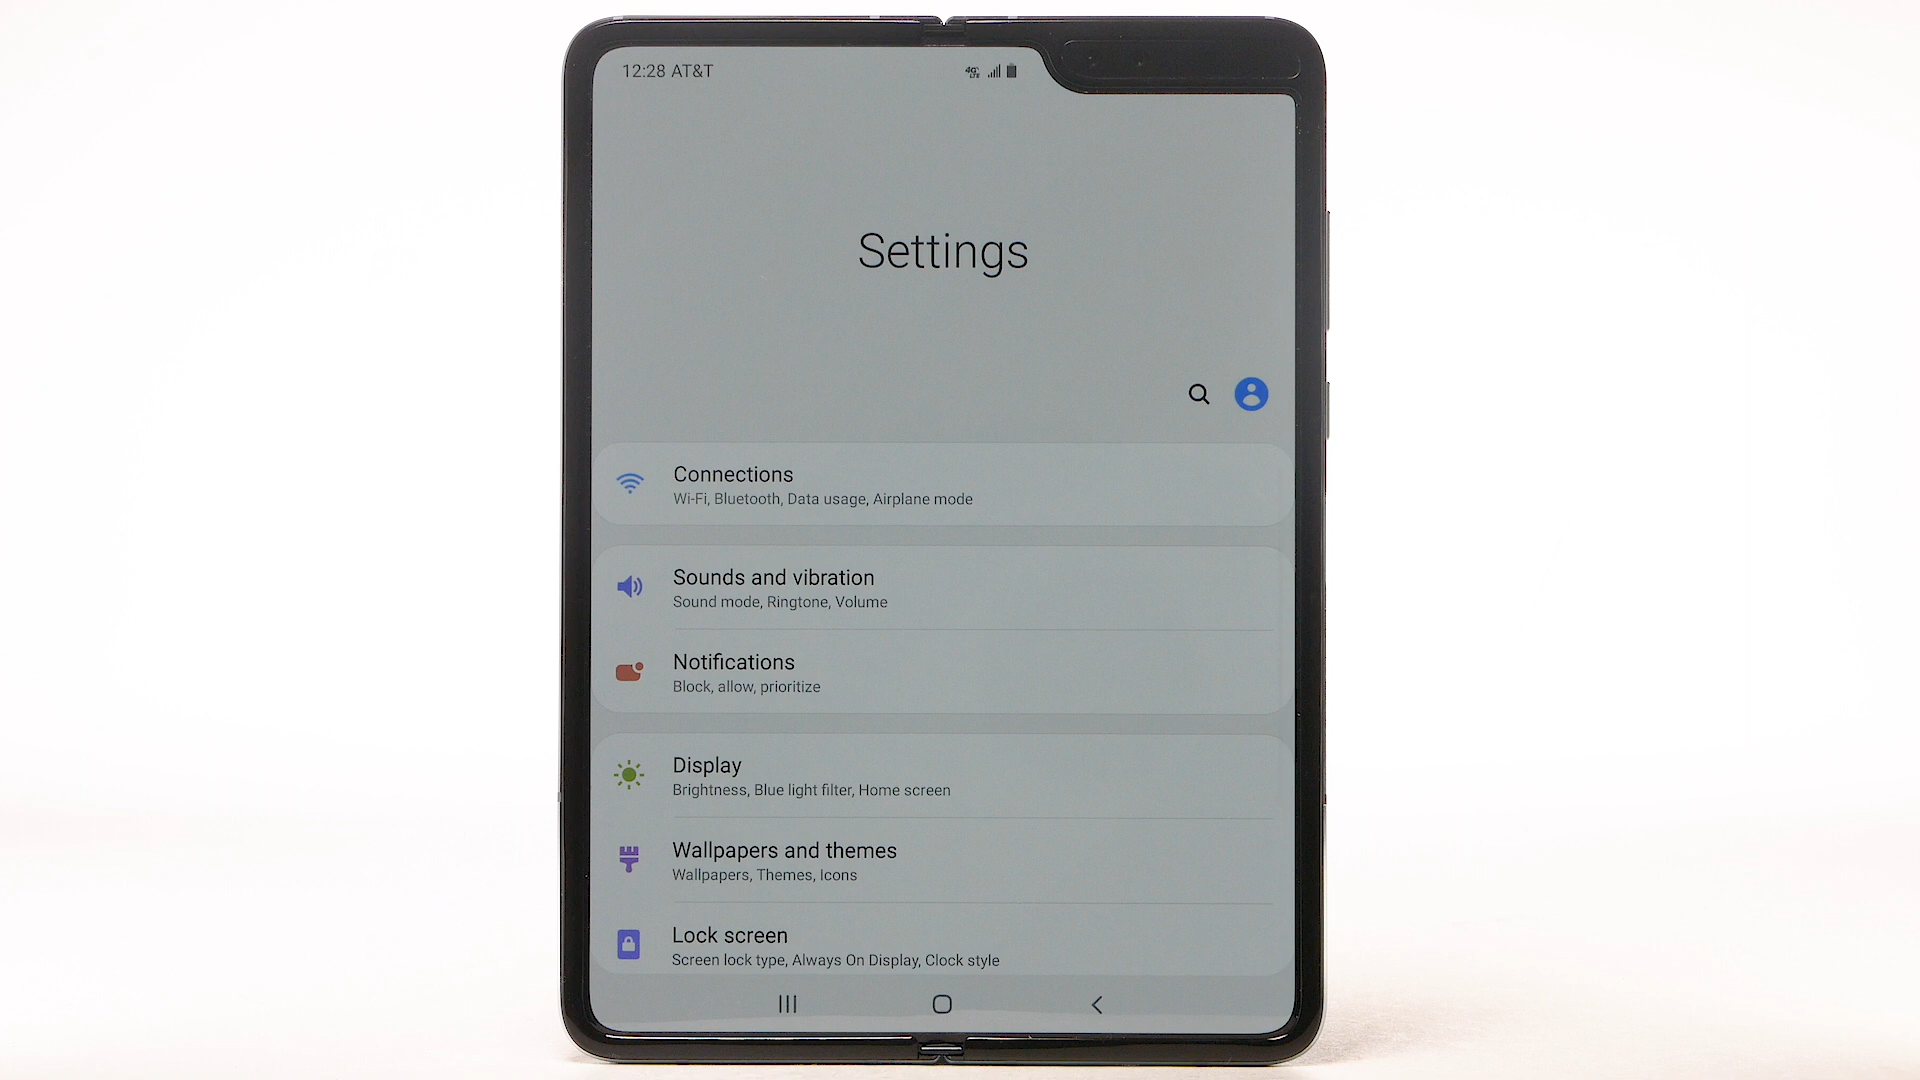 12:28 AT&T
4G LTE
Settings
Connections
Wi-Fi, Bluetooth, Data usage, Airplane mode
Sounds and vibration
Sound mode, Ringtone, Volume
Notifications
Block, allow, prioritize
Display
Brightness, Blue light filter, Home screen
Wallpapers and themes
Wallpapers, Themes, Icons
Lock screen
Screen lock type, Always On Display, Clock style